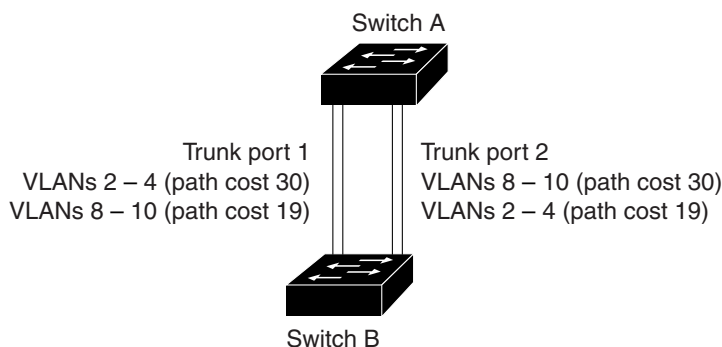 Switch A
Trunk port 1
VLANs 2 – 4 (path cost 30)
VLANs 8 – 10 (path cost 19)
Trunk port 2
VLANs 8 – 10 (path cost 30)
VLANs 2 – 4 (path cost 19)
Switch B